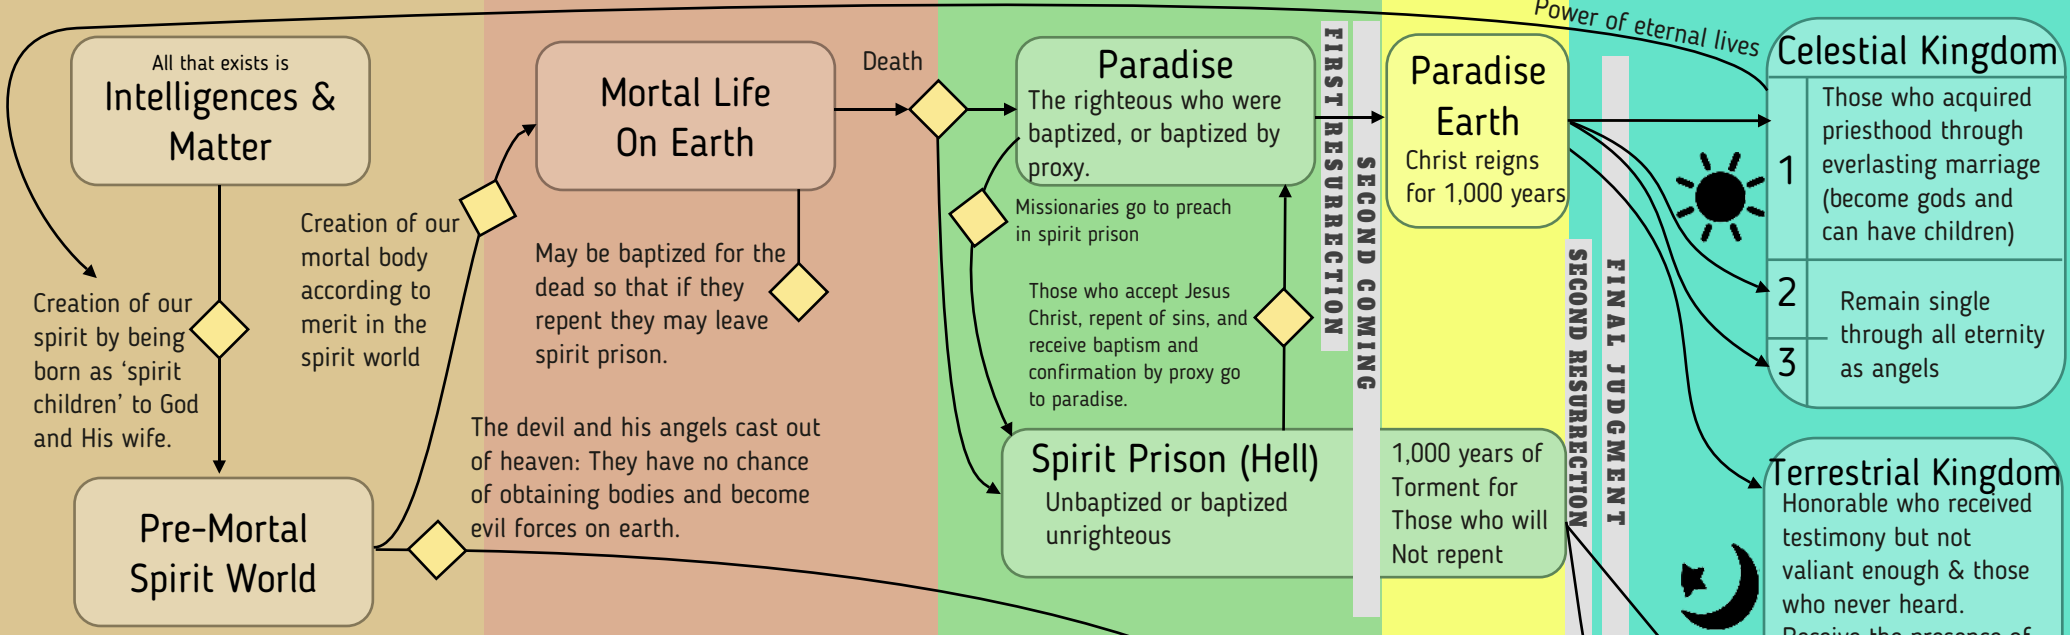 All that exists is
Intelligences &
Matter
Creation of our
spirit by being
born as ‘spirit
children’ to God
and His wife.
Pre-Mortal
Spirit World
Creation of our
mortal body
according to
merit in the
spirit world
Mortal Life
On Earth
May be baptized for the
dead so that if they
repent they may leave
spirit prison.
The devil and his angels cast out
of heaven: They have no chance
of obtaining bodies and become
evil forces on earth.
Death
Paradise
The righteous who were
baptized, or baptized by
proxy.
Missionaries go to preach
in spirit prison
Those who accept Jesus
Christ, repent of sins, and
receive baptism and
confirmation by proxy go
to paradise.
Spirit Prison (Hell)
Unbaptized or baptized
unrighteous
FIRST RESURRECTION
SECOND COMING
Paradise
Earth
Christ reigns
for 1,000 years
1,000 years of
Torment for
Those who will
Not repent
SECOND RESURRECTION
FINAL JUDGMENT
Power of eternal lives
Celestial Kingdom
1
Those who acquired
priesthood through
everlasting marriage
(become gods and
can have children)
2
3
Remain single
through all eternity
as angels
Terrestrial Kingdom
Honorable who received
testimony but not
valiant enough & those
who never heard.
Receive the presence of